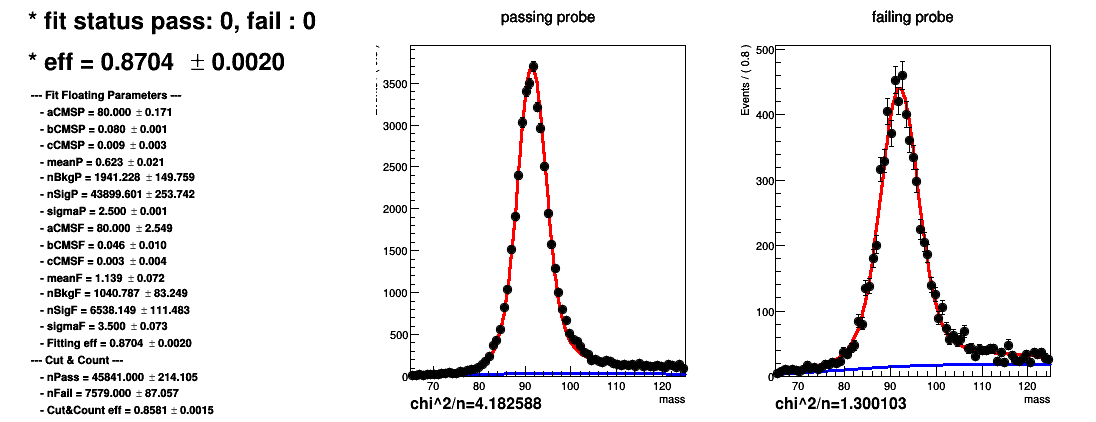 * fit status pass: 0, fail : 0
* eff = 0.8704 ± 0.0020
--- Fit Floating Parameters ---
- aCMSP = 80.000 ± 0.171
- bCMSP = 0.080 ± 0.001
- cCMSP = 0.009 ± 0.003
- meanP = 0.623 ± 0.021
- nBkgP = 1941.228 ± 149.759
- nSigP = 43899.601 ± 253.742
- sigmaP = 2.500 ± 0.001
- aCMSF = 80.000 ± 2.549
- bCMSF = 0.046 ± 0.010
- cCMSF = 0.003 ± 0.004
- meanF = 1.139 ± 0.072
- nBkgF = 1040.787 ± 83.249
- nSigF = 6538.149 ± 111.483
- sigmaF = 3.500 ± 0.073
- Fitting eff = 0.8704 ± 0.0020
--- Cut & Count ---
- nPass = 45841.000 ± 214.105
- nFail = 7579.000 ± 87.057
- Cut&Count eff = 0.8581 ± 0.0015
passing probe
3500
3000
2500
2000
1500
1000
500
0
70 80 90 100 110 120
mass
chi^2/n=4.182588
failing probe
Events / ( 0.8 )
500
400
300
200
100
0
70 80 90 100 110 120
mass
chi^2/n=1.300103